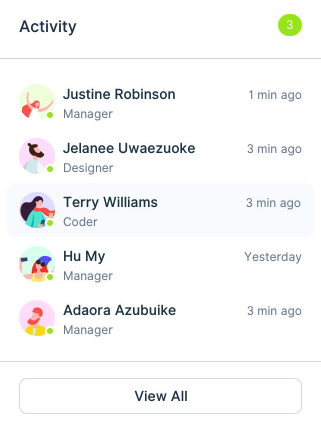 Activity 3
Justine Robinson 1 min ago
Manager
Jelanee Uwaezuoke 3 min ago
Designer
Terry Williams 3 min ago
Coder
Hu My Yesterday
Manager
Adaora Azubuike 3 min ago
Manager
View All